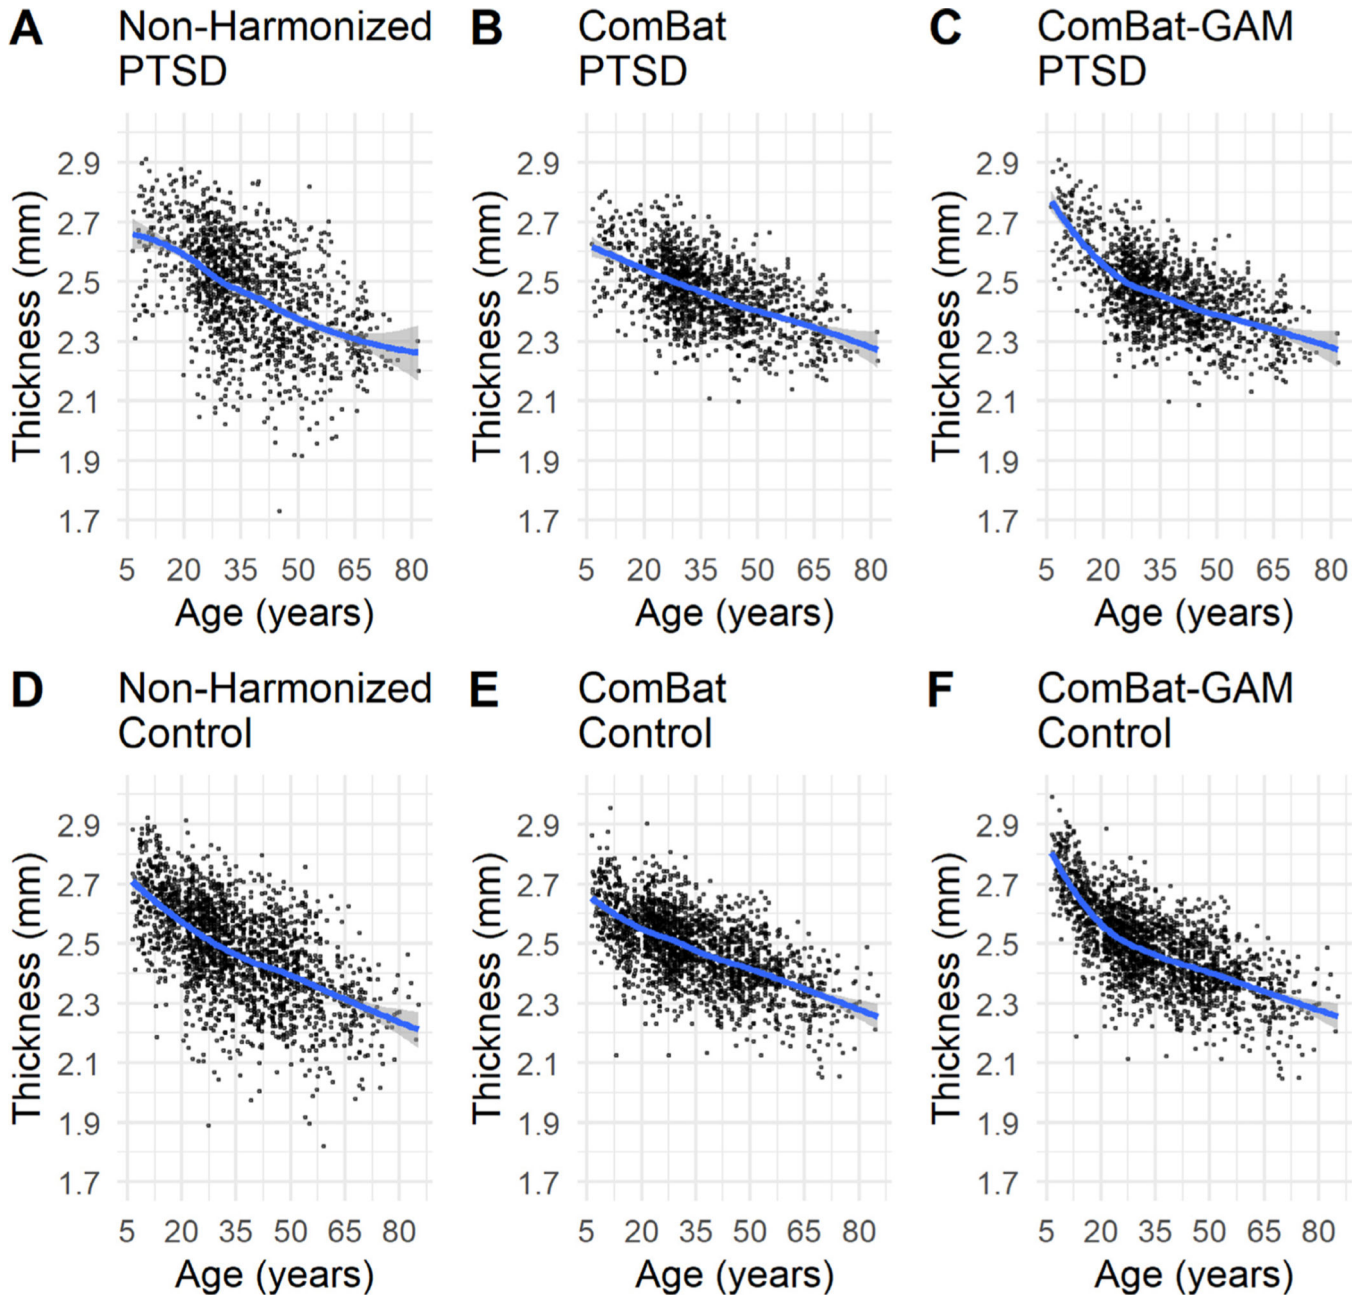 A Non-Harmonized PTSD
Thickness (mm)
2.9
2.7
2.5
2.3
2.1
1.9
1.7
5 20 35 50 65 80
Age (years)
B ComBat PTSD
Thickness (mm)
2.9
2.7
2.5
2.3
2.1
1.9
1.7
5 20 35 50 65 80
Age (years)
C ComBat-GAM PTSD
Thickness (mm)
2.9
2.7
2.5
2.3
2.1
1.9
1.7
5 20 35 50 65 80
Age (years)
D Non-Harmonized Control
Thickness (mm)
2.9
2.7
2.5
2.3
2.1
1.9
1.7
5 20 35 50 65 80
Age (years)
E ComBat Control
Thickness (mm)
2.9
2.7
2.5
2.3
2.1
1.9
1.7
5 20 35 50 65 80
Age (years)
F ComBat-GAM Control
Thickness (mm)
2.9
2.7
2.5
2.3
2.1
1.9
1.7
5 20 35 50 65 80
Age (years)